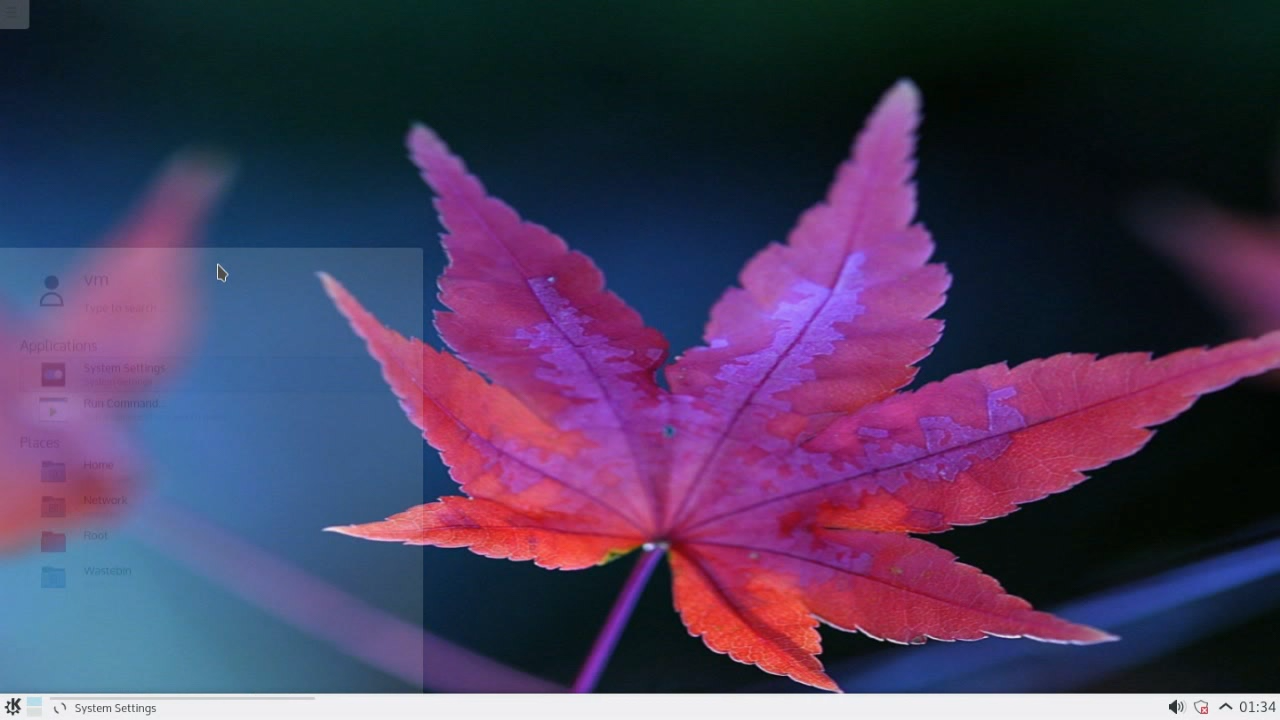 vm
Type to search
Applications
System Settings
System Settings
Run Command...
Places
Home
Network
Root
Wastebin
System Settings
01:34